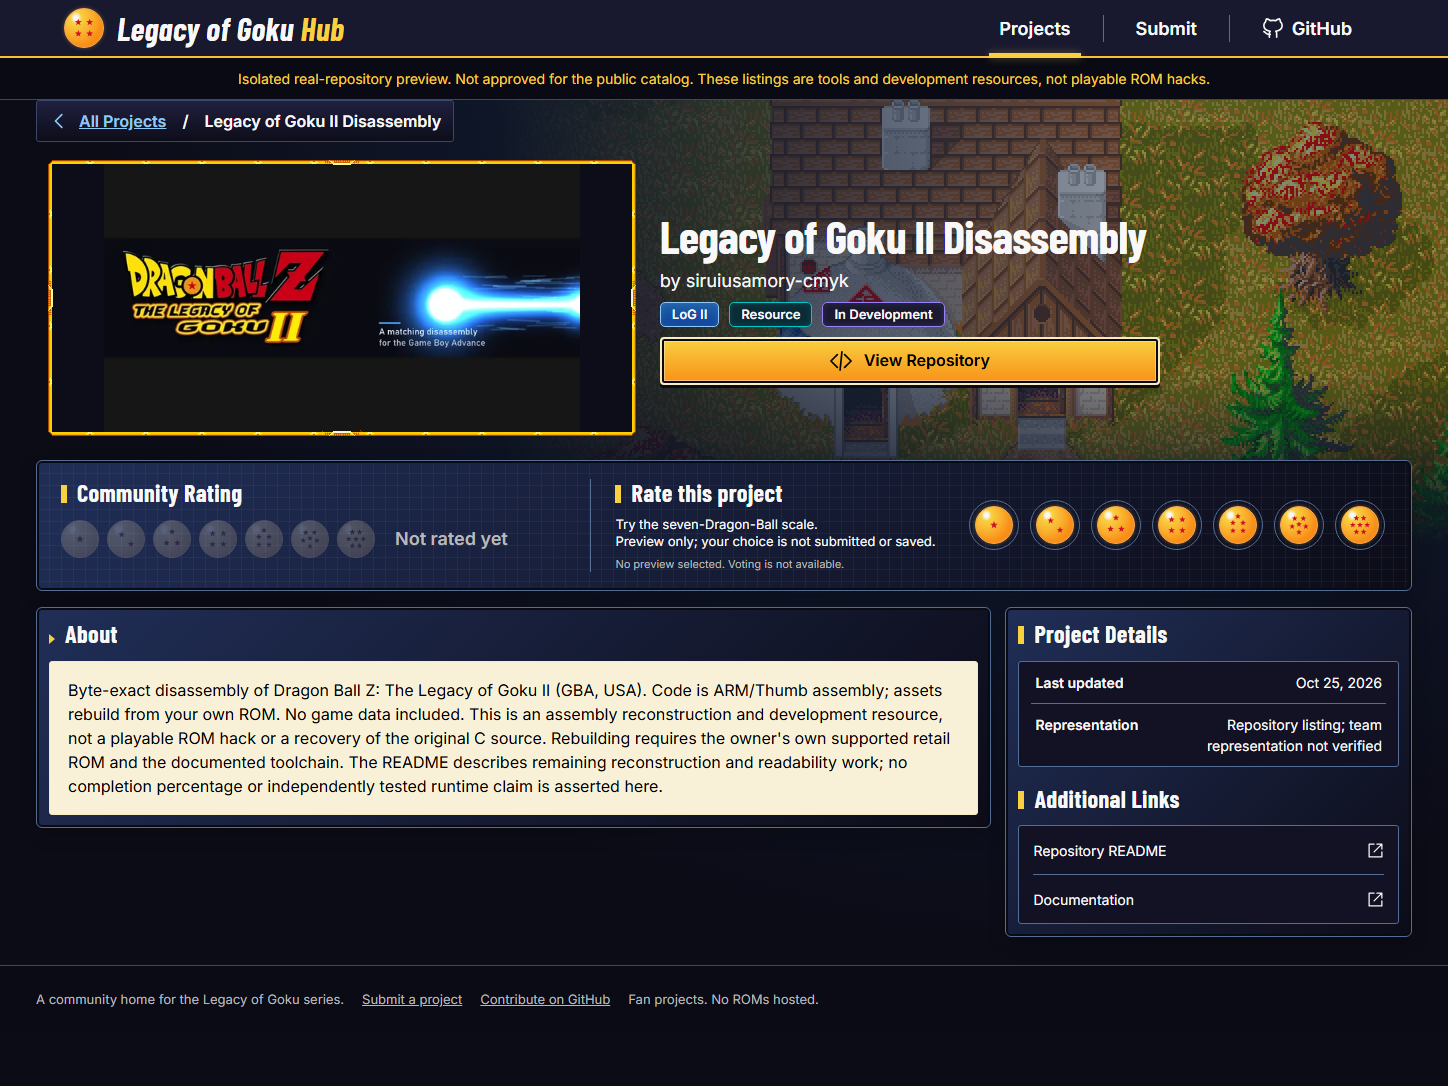 Legacy of Goku Hub
Projects
Submit
GitHub
Isolated real-repository preview. Not approved for the public catalog. These listings are tools and development resources, not playable ROM hacks.
All Projects / Legacy of Goku II Disassembly
DRAGON BALL Z
THE LEGACY OF
GOKU II
A matching disassembly
for the Game Boy Advance
Legacy of Goku II Disassembly
by siruiusamory-cmyk
LoG II
Resource
In Development
View Repository
Community Rating
Not rated yet
Rate this project
Try the seven-Dragon-Ball scale.
Preview only; your choice is not submitted or saved.
No preview selected. Voting is not available.
About
Byte-exact disassembly of Dragon Ball Z: The Legacy of Goku II (GBA, USA). Code is ARM/Thumb assembly; assets
rebuild from your own ROM. No game data included. This is an assembly reconstruction and development resource,
not a playable ROM hack or a recovery of the original C source. Rebuilding requires the owner's own supported retail
ROM and the documented toolchain. The README describes remaining reconstruction and readability work; no
completion percentage or independently tested runtime claim is asserted here.
Project Details
Last updated Oct 25, 2026
Representation Repository listing; team
representation not verified
Additional Links
Repository README
Documentation
A community home for the Legacy of Goku series. Submit a project Contribute on GitHub Fan projects. No ROMs hosted.